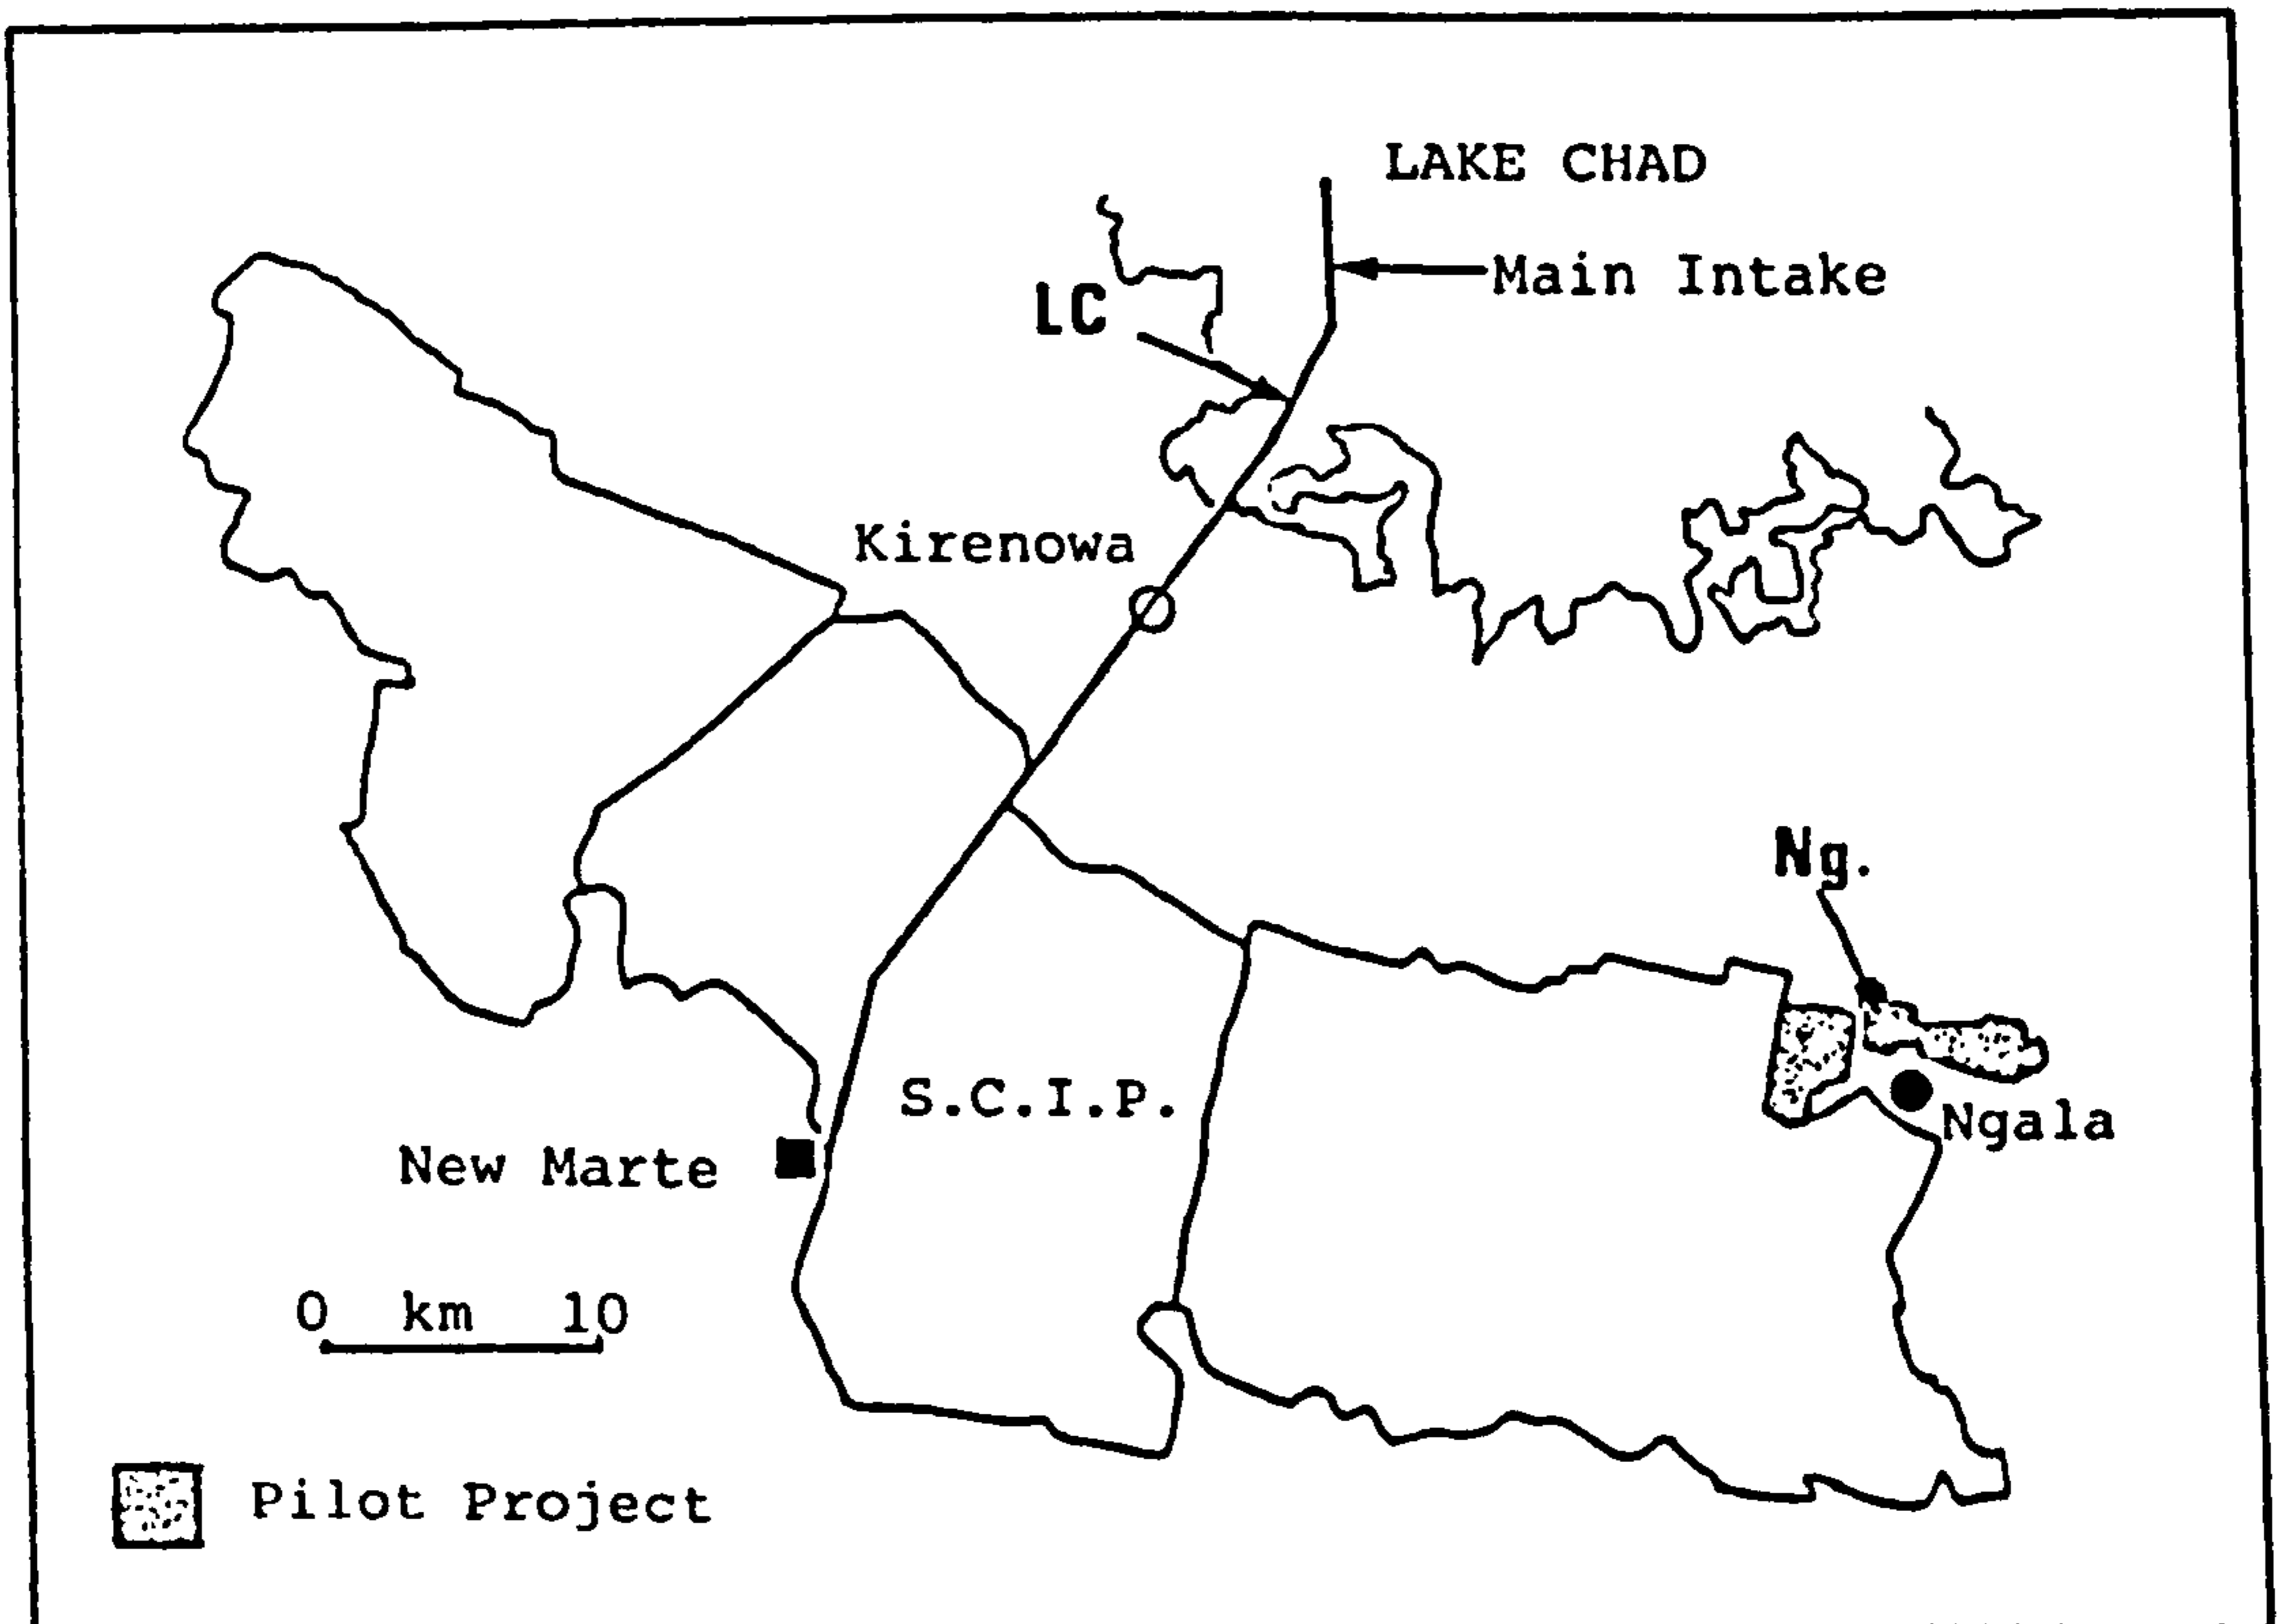 LAKE CHAD
Main Intake
LC
Kirenowa
Ng.
S.C.I.P.
Ngala
New Marte
0 km 10
Pilot Project